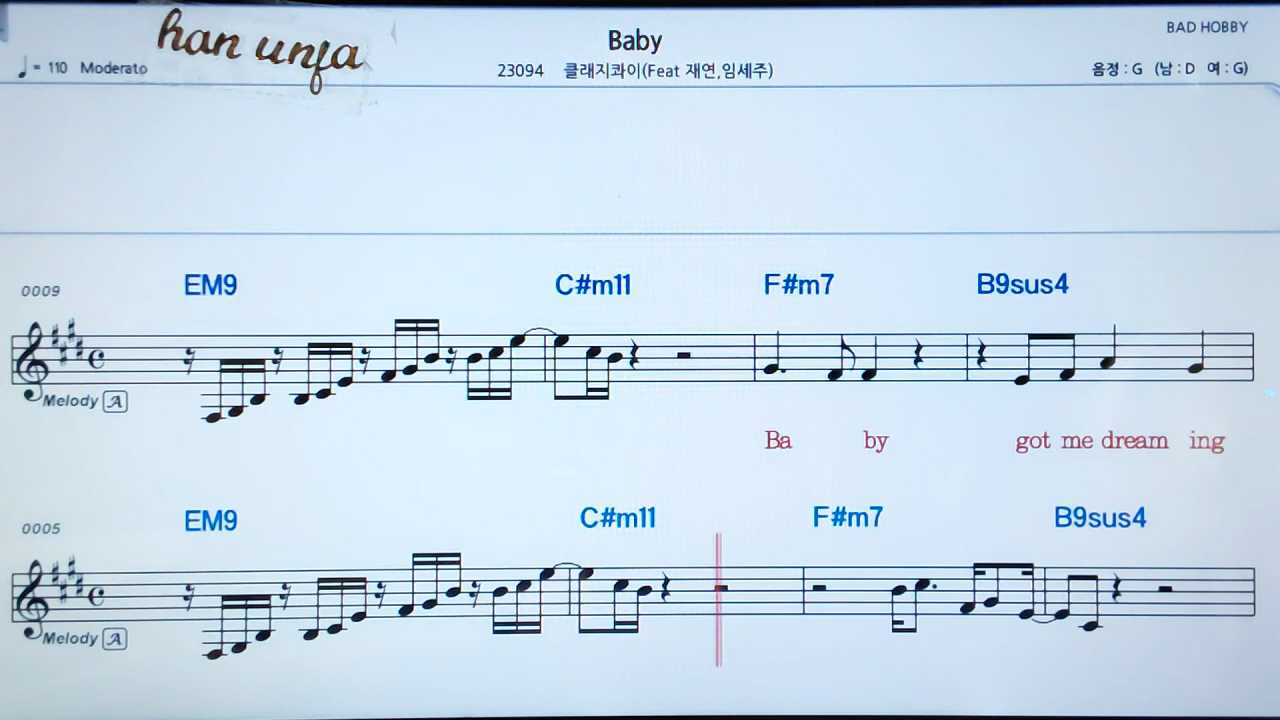 han unfa
Baby
BAD HOBBY
♩ = 110 Moderato
23094 클래지콰이(Feat 재연,임세주)
음정 : G (남 : D 여 : G)
0009
EM9 C#m11 F#m7 B9sus4
Melody A
Ba by got me dream ing
0005
EM9 C#m11 F#m7 B9sus4
Melody A